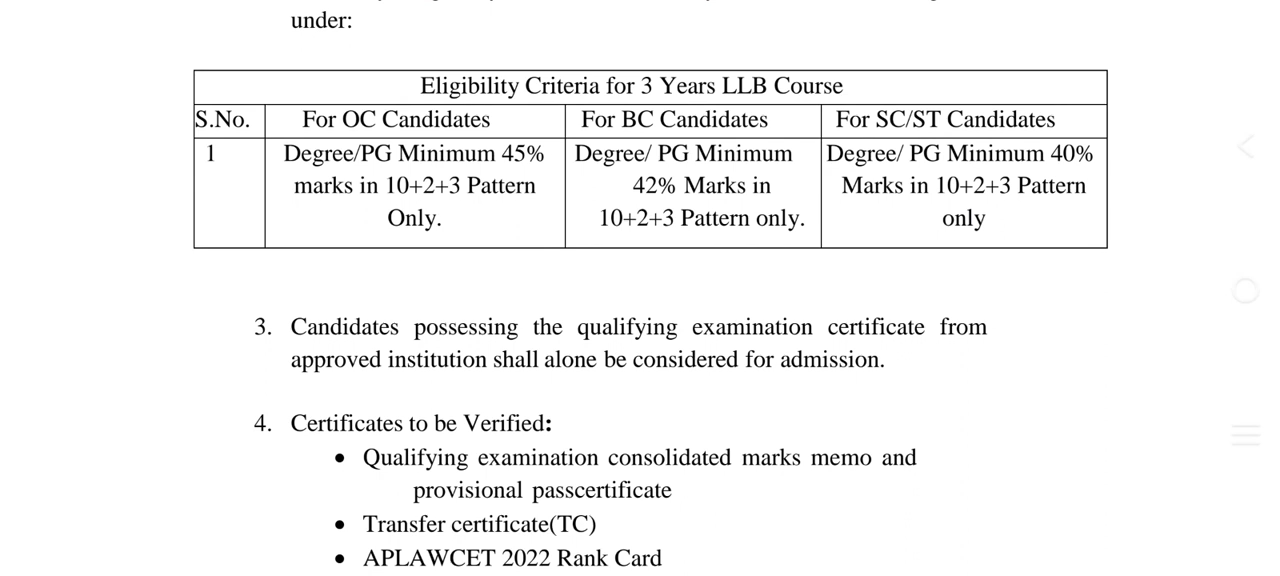 under:
Eligibility Criteria for 3 Years LLB Course
S.No. For OC Candidates For BC Candidates For SC/ST Candidates
1 Degree/PG Minimum 45% Degree/ PG Minimum Degree/ PG Minimum 40%
marks in 10+2+3 Pattern 42% Marks in Marks in 10+2+3 Pattern
Only. 10+2+3 Pattern only. only
3. Candidates possessing the qualifying examination certificate from
approved institution shall alone be considered for admission.
4. Certificates to be Verified:
• Qualifying examination consolidated marks memo and
provisional passcertificate
• Transfer certificate(TC)
• APLAWCET 2022 Rank Card